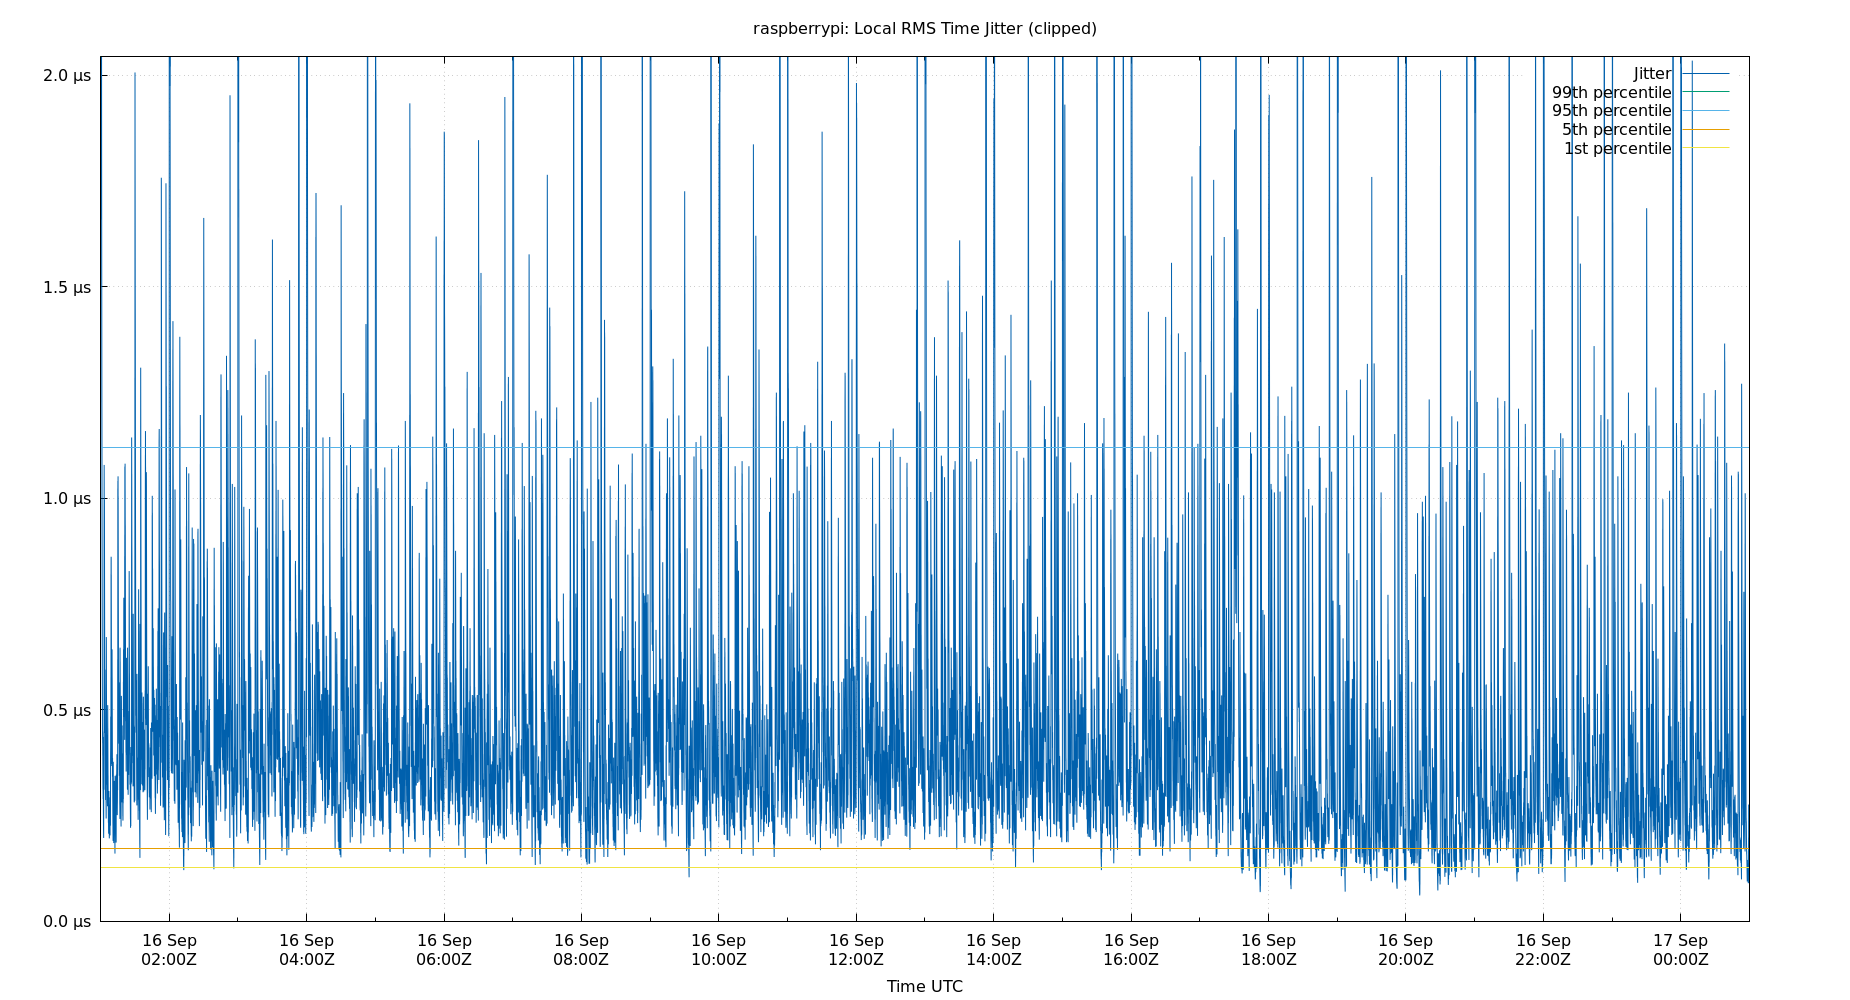 raspberrypi: Local RMS Time Jitter (clipped)
2.0 µs
1.5 µs
1.0 µs
0.5 µs
0.0 µs
Jitter
99th percentile
95th percentile
5th percentile
1st percentile
16 Sep
02:00Z
16 Sep
04:00Z
16 Sep
06:00Z
16 Sep
08:00Z
16 Sep
10:00Z
16 Sep
12:00Z
16 Sep
14:00Z
16 Sep
16:00Z
16 Sep
18:00Z
16 Sep
20:00Z
16 Sep
22:00Z
17 Sep
00:00Z
Time UTC